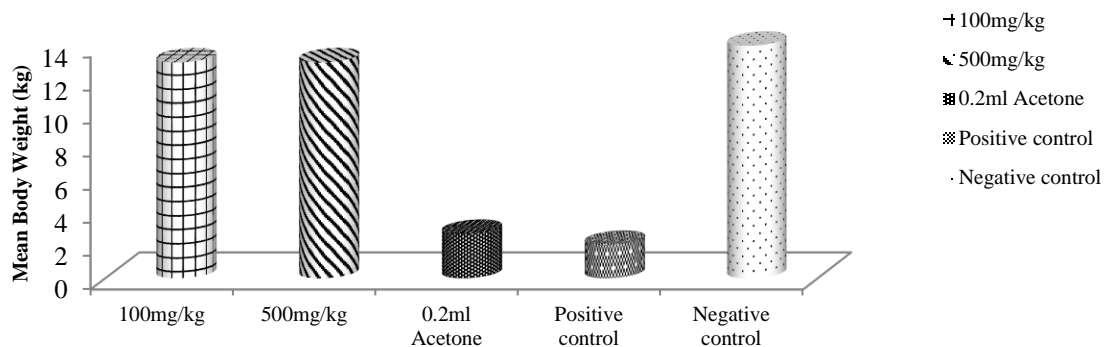 Mean Body Weight (kg)
14
12
10
8
6
4
2
0
100mg/kg
500mg/kg
0.2ml
Acetone
Positive
control
Negative
control
100mg/kg
500mg/kg
0.2ml Acetone
Positive control
Negative control